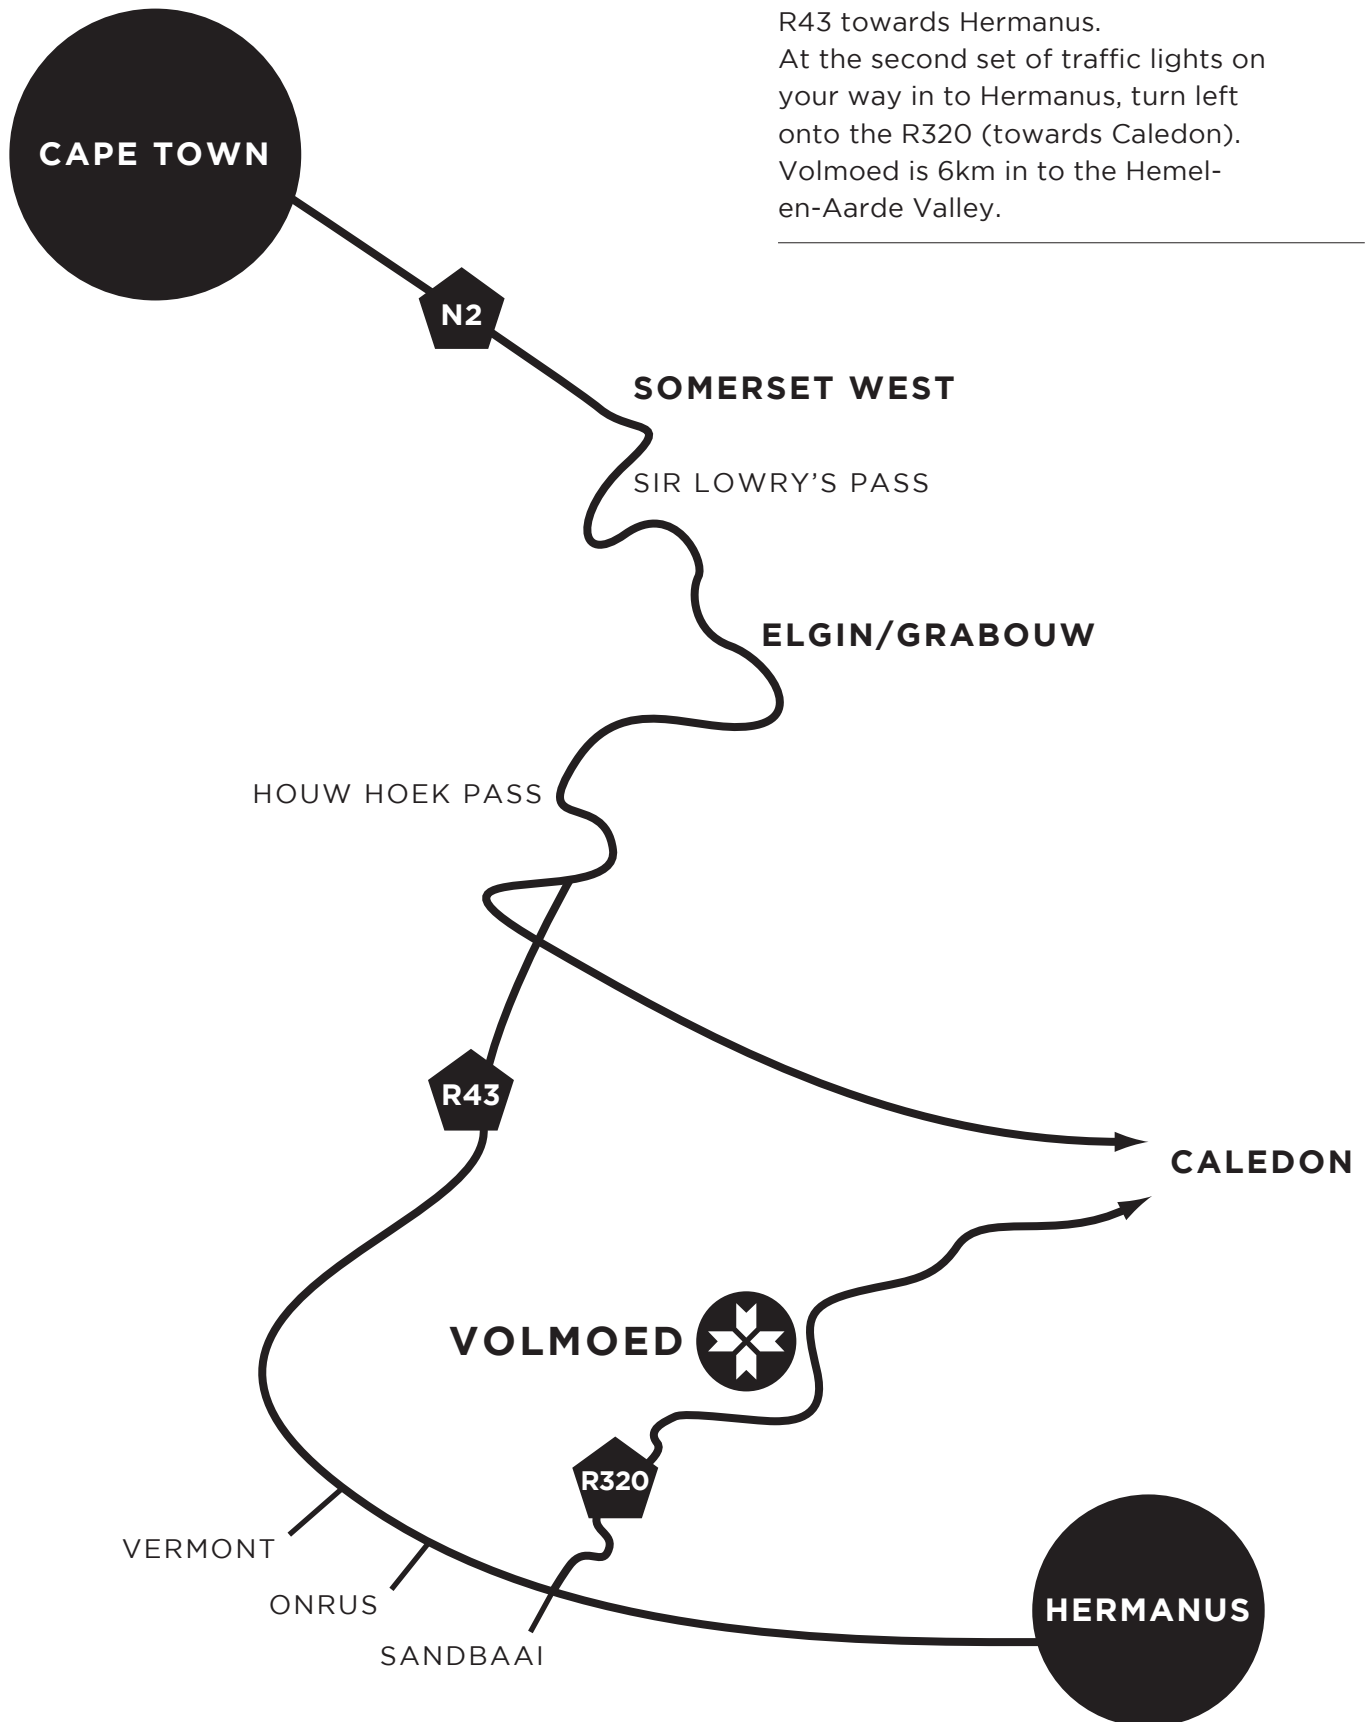 R43 towards Hermanus.
At the second set of traffic lights on
your way in to Hermanus, turn left
onto the R320 (towards Caledon).
Volmoed is 6km in to the Hemel-
en-Aarde Valley.
CAPE TOWN
N2
SOMERSET WEST
SIR LOWRY’S PASS
ELGIN/GRABOUW
HOUW HOEK PASS
R43
CALEDON
VOLMOED
R320
VERMONT
ONRUS
SANDBAAI
HERMANUS